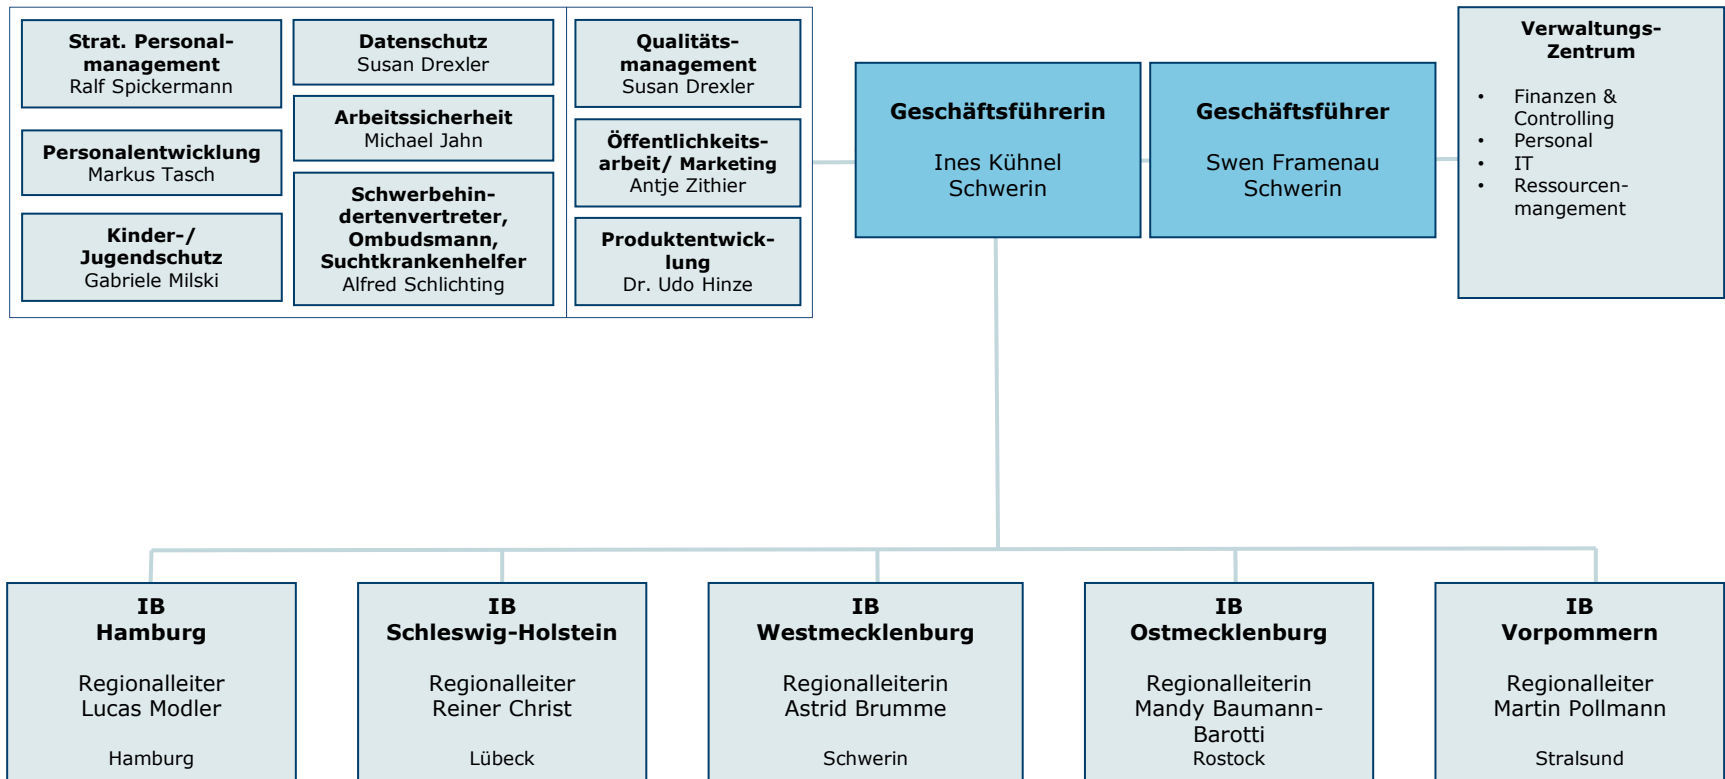 Strat. Personal-
management
Ralf Spickermann
Personalentwicklung
Markus Tasch
Kinder-/
Jugendschutz
Gabriele Milski
Datenschutz
Susan Drexler
Arbeitssicherheit
Michael Jahn
Schwerbehin-
dertenvertreter,
Ombudsmann,
Suchtkrankenhelfer
Alfred Schlichting
Qualitäts-
management
Susan Drexler
Öffentlichkeits-
arbeit/ Marketing
Antje Zithier
Produktentwick-
lung
Dr. Udo Hinze
Geschäftsführerin
Ines Kühnel
Schwerin
Geschäftsführer
Swen Framenau
Schwerin
Verwaltungs-
Zentrum
• Finanzen &
Controlling
• Personal
• IT
• Ressourcen-
mangement
IB
Hamburg
Regionalleiter
Lucas Modler
Hamburg
IB
Schleswig-Holstein
Regionalleiter
Reiner Christ
Lübeck
IB
Westmecklenburg
Regionalleiterin
Astrid Brumme
Schwerin
IB
Ostmecklenburg
Regionalleiterin
Mandy Baumann-
Barotti
Rostock
IB
Vorpommern
Regionalleiter
Martin Pollmann
Stralsund